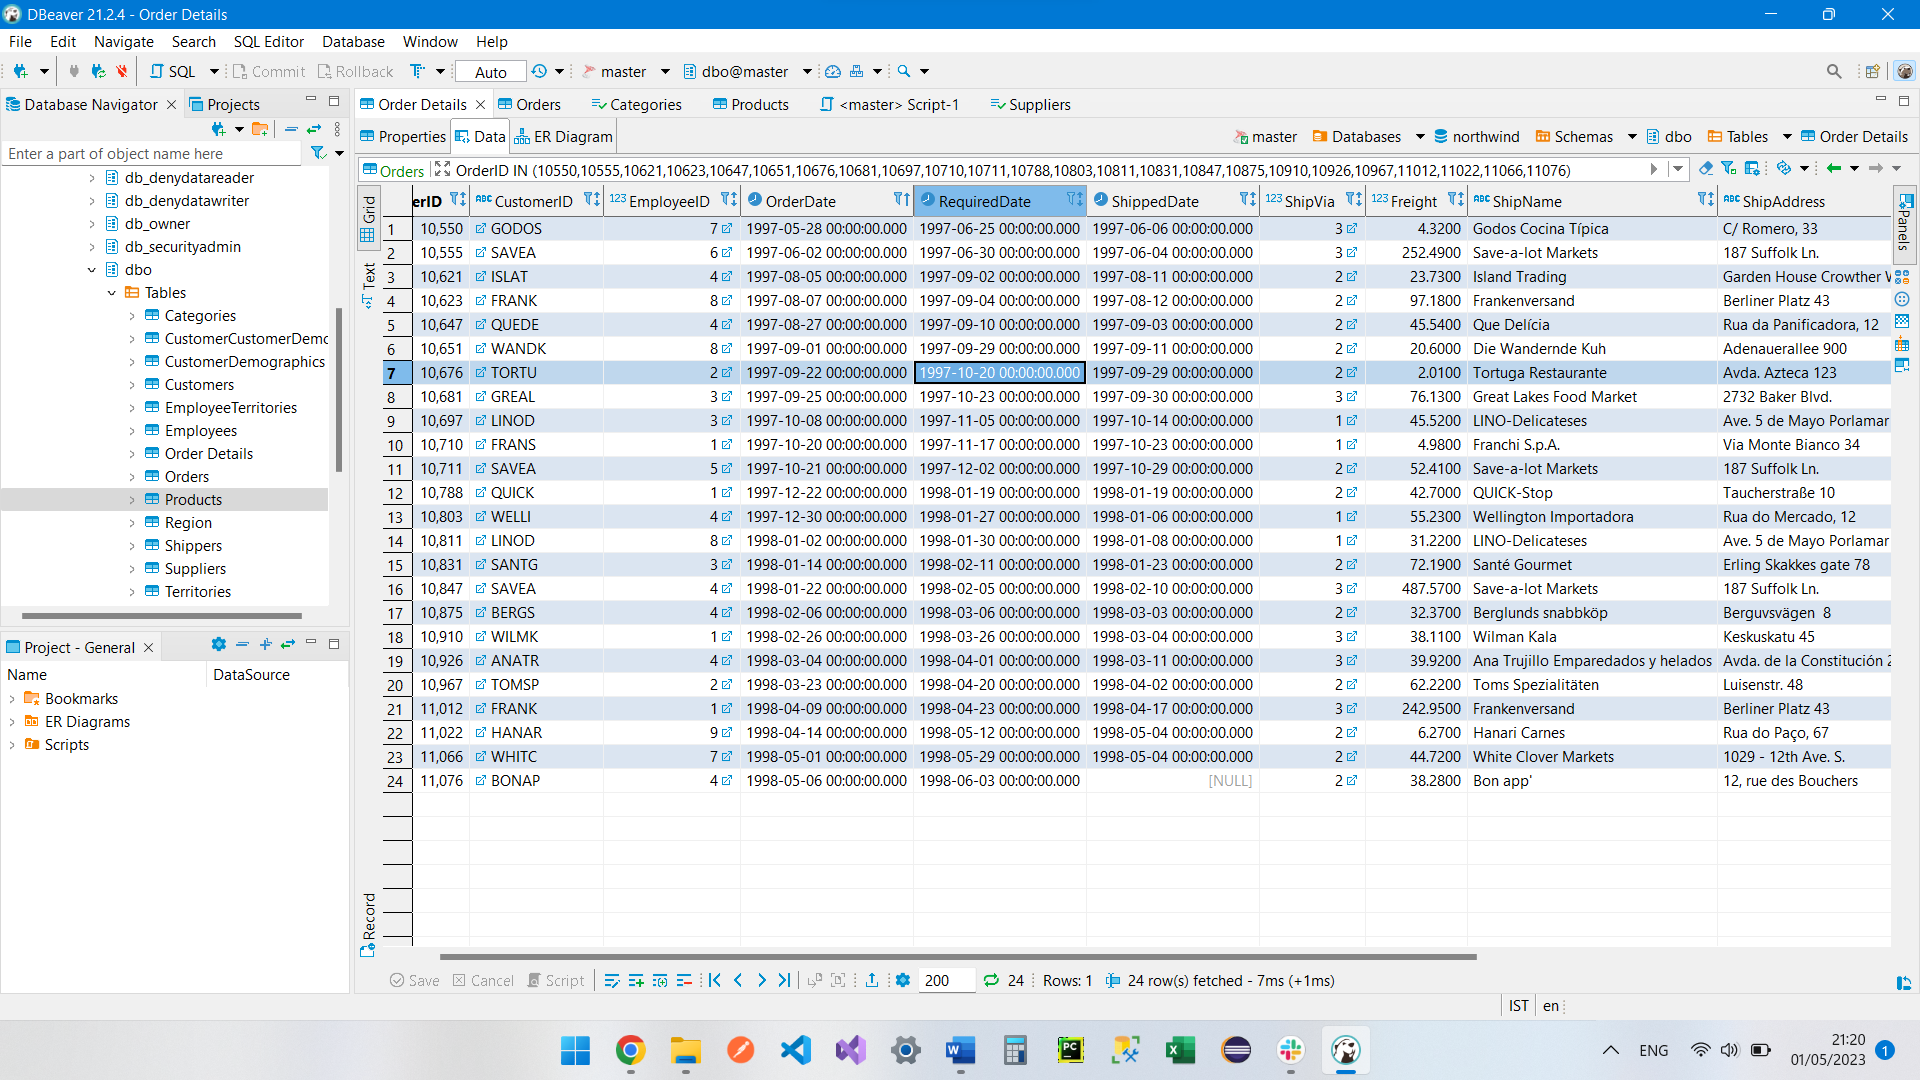 DBeaver 21.2.4 - Order Details
File Edit Navigate Search SQL Editor Database Window Help
SQL Commit Rollback Auto master dbo@master
Database Navigator Projects
Order Details Orders Categories Products <master> Script-1 Suppliers
Properties Data ER Diagram master Databases northwind Schemas dbo Tables Order Details
Enter a part of object name here
Orders OrderID IN (10550,10555,10621,10623,10647,10651,10676,10681,10697,10710,10711,10788,10803,10811,10831,10847,10875,10910,10926,10967,11012,11022,11066,11076)
db_denydatareader
db_denydatawriter
db_owner
db_securityadmin
dbo
Tables
Categories
CustomerCustomerDemo
CustomerDemographics
Customers
EmployeeTerritories
Employees
Order Details
Orders
Products
Region
Shippers
Suppliers
Territories
Grid
Text
Record
Panels
erID ABC CustomerID 123 EmployeeID OrderDate RequiredDate ShippedDate 123 ShipVia 123 Freight ABC ShipName ABC ShipAddress
1 10,550 GODOS 7 1997-05-28 00:00:00.000 1997-06-25 00:00:00.000 1997-06-06 00:00:00.000 3 4.3200 Godos Cocina Típica C/ Romero, 33
2 10,555 SAVEA 6 1997-06-02 00:00:00.000 1997-06-30 00:00:00.000 1997-06-04 00:00:00.000 3 252.4900 Save-a-lot Markets 187 Suffolk Ln.
3 10,621 ISLAT 4 1997-08-05 00:00:00.000 1997-09-02 00:00:00.000 1997-08-11 00:00:00.000 2 23.7300 Island Trading Garden House Crowther W
4 10,623 FRANK 8 1997-08-07 00:00:00.000 1997-09-04 00:00:00.000 1997-08-12 00:00:00.000 2 97.1800 Frankenversand Berliner Platz 43
5 10,647 QUEDE 4 1997-08-27 00:00:00.000 1997-09-10 00:00:00.000 1997-09-03 00:00:00.000 2 45.5400 Que Delícia Rua da Panificadora, 12
6 10,651 WANDK 8 1997-09-01 00:00:00.000 1997-09-29 00:00:00.000 1997-09-11 00:00:00.000 2 20.6000 Die Wandernde Kuh Adenauerallee 900
7 10,676 TORTU 2 1997-09-22 00:00:00.000 1997-10-20 00:00:00.000 1997-09-29 00:00:00.000 2 2.0100 Tortuga Restaurante Avda. Azteca 123
8 10,681 GREAL 3 1997-09-25 00:00:00.000 1997-10-23 00:00:00.000 1997-09-30 00:00:00.000 3 76.1300 Great Lakes Food Market 2732 Baker Blvd.
9 10,697 LINOD 3 1997-10-08 00:00:00.000 1997-11-05 00:00:00.000 1997-10-14 00:00:00.000 1 45.5200 LINO-Delicateses Ave. 5 de Mayo Porlamar
10 10,710 FRANS 1 1997-10-20 00:00:00.000 1997-11-17 00:00:00.000 1997-10-23 00:00:00.000 1 4.9800 Franchi S.p.A. Via Monte Bianco 34
11 10,711 SAVEA 5 1997-10-21 00:00:00.000 1997-12-02 00:00:00.000 1997-10-29 00:00:00.000 2 52.4100 Save-a-lot Markets 187 Suffolk Ln.
12 10,788 QUICK 1 1997-12-22 00:00:00.000 1998-01-19 00:00:00.000 1998-01-19 00:00:00.000 2 42.7000 QUICK-Stop Taucherstraße 10
13 10,803 WELLI 4 1997-12-30 00:00:00.000 1998-01-27 00:00:00.000 1998-01-06 00:00:00.000 1 55.2300 Wellington Importadora Rua do Mercado, 12
14 10,811 LINOD 8 1998-01-02 00:00:00.000 1998-01-30 00:00:00.000 1998-01-08 00:00:00.000 1 31.2200 LINO-Delicateses Ave. 5 de Mayo Porlamar
15 10,831 SANTG 3 1998-01-14 00:00:00.000 1998-02-11 00:00:00.000 1998-01-23 00:00:00.000 2 72.1900 Santé Gourmet Erling Skakkes gate 78
16 10,847 SAVEA 4 1998-01-22 00:00:00.000 1998-02-05 00:00:00.000 1998-02-10 00:00:00.000 3 487.5700 Save-a-lot Markets 187 Suffolk Ln.
17 10,875 BERGS 4 1998-02-06 00:00:00.000 1998-03-06 00:00:00.000 1998-03-03 00:00:00.000 2 32.3700 Berglunds snabbköp Berguvsvägen 8
18 10,910 WILMK 1 1998-02-26 00:00:00.000 1998-03-26 00:00:00.000 1998-03-04 00:00:00.000 3 38.1100 Wilman Kala Keskuskatu 45
19 10,926 ANATR 4 1998-03-04 00:00:00.000 1998-04-01 00:00:00.000 1998-03-11 00:00:00.000 3 39.9200 Ana Trujillo Emparedados y helados Avda. de la Constitución 2
20 10,967 TOMSP 2 1998-03-23 00:00:00.000 1998-04-20 00:00:00.000 1998-04-02 00:00:00.000 2 62.2200 Toms Spezialitäten Luisenstr. 48
21 11,012 FRANK 1 1998-04-09 00:00:00.000 1998-04-23 00:00:00.000 1998-04-17 00:00:00.000 3 242.9500 Frankenversand Berliner Platz 43
22 11,022 HANAR 9 1998-04-14 00:00:00.000 1998-05-12 00:00:00.000 1998-05-04 00:00:00.000 2 6.2700 Hanari Carnes Rua do Paço, 67
23 11,066 WHITC 7 1998-05-01 00:00:00.000 1998-05-29 00:00:00.000 1998-05-04 00:00:00.000 2 44.7200 White Clover Markets 1029 - 12th Ave. S.
24 11,076 BONAP 4 1998-05-06 00:00:00.000 1998-06-03 00:00:00.000 [NULL] 2 38.2800 Bon app' 12, rue des Bouchers
Project - General
Name DataSource
Bookmarks
ER Diagrams
Scripts
Save Cancel Script 200 24 Rows: 1 24 row(s) fetched - 7ms (+1ms)
IST en
PC
ENG 21:20
01/05/2023 1